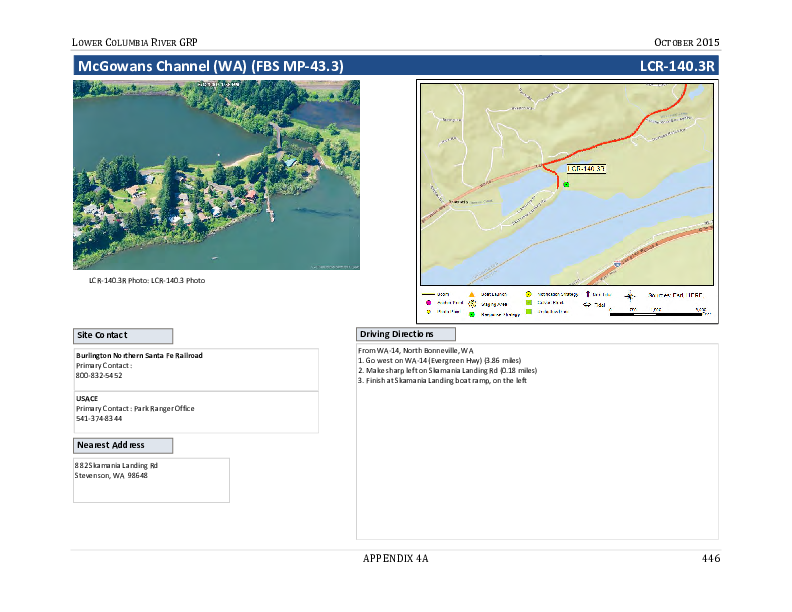 LOWER COLUMBIA RIVER GRP
OCTOBER 2015
McGowans Channel (WA) (FBS MP-43.3)
LCR-140.3R
LCR-140.3R
LCR-140.3R Photo: LCR-140.3 Photo
Sources: Esri, HERE,
Site Contact
Burlington Northern Santa Fe Railroad
Primary Contact :
800-832-5452
USACE
Primary Contact : Park Ranger Office
541-374-8344
Nearest Address
882 Skamania Landing Rd
Stevenson, WA 98648
Driving Directions
From WA-14, North Bonneville, WA
1. Go west on WA-14 (Evergreen Hwy) (3.86 miles)
2. Make sharp left on Skamania Landing Rd (0.18 miles)
3. Finish at Skamania Landing boat ramp, on the left
APPENDIX 4A
446